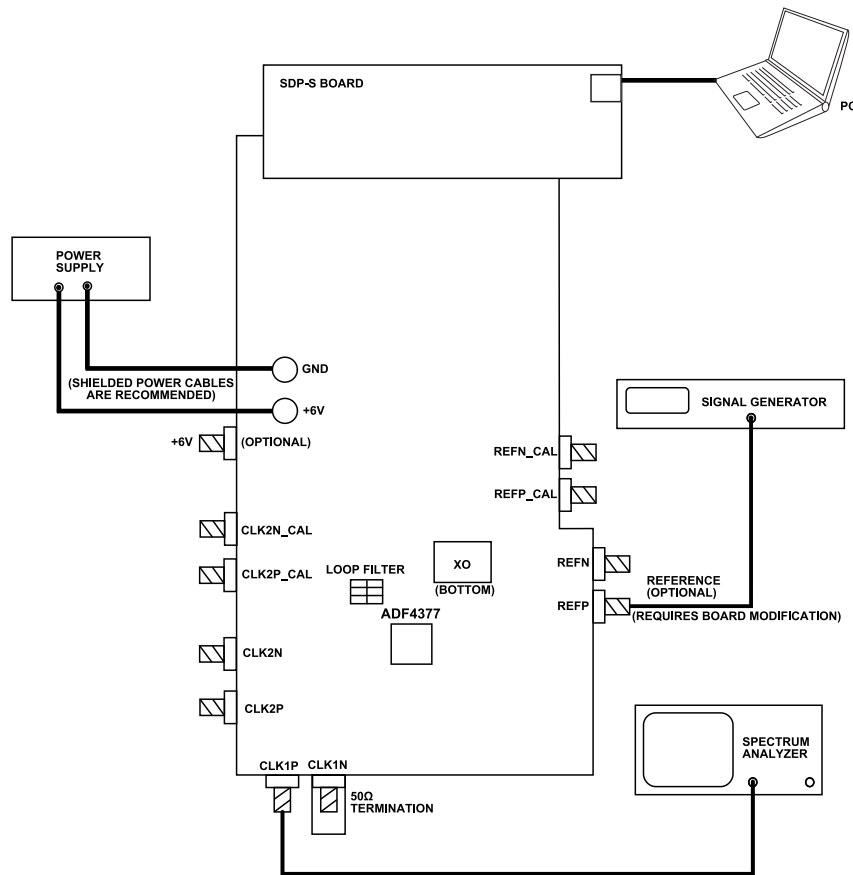 SDP-S BOARD
PC
POWER
SUPPLY
GND
(SHIELDED POWER CABLES
ARE RECOMMENDED)
+6V
+6V
(OPTIONAL)
SIGNAL GENERATOR
REFN_CAL
REFP_CAL
CLK2N_CAL
CLK2P_CAL
LOOP FILTER
XO
(BOTTOM)
REFN
REFERENCE
(OPTIONAL)
REFP
(REQUIRES BOARD MODIFICATION)
ADF4377
CLK2N
CLK2P
SPECTRUM
ANALYZER
CLK1P
CLK1N
50Ω
TERMINATION